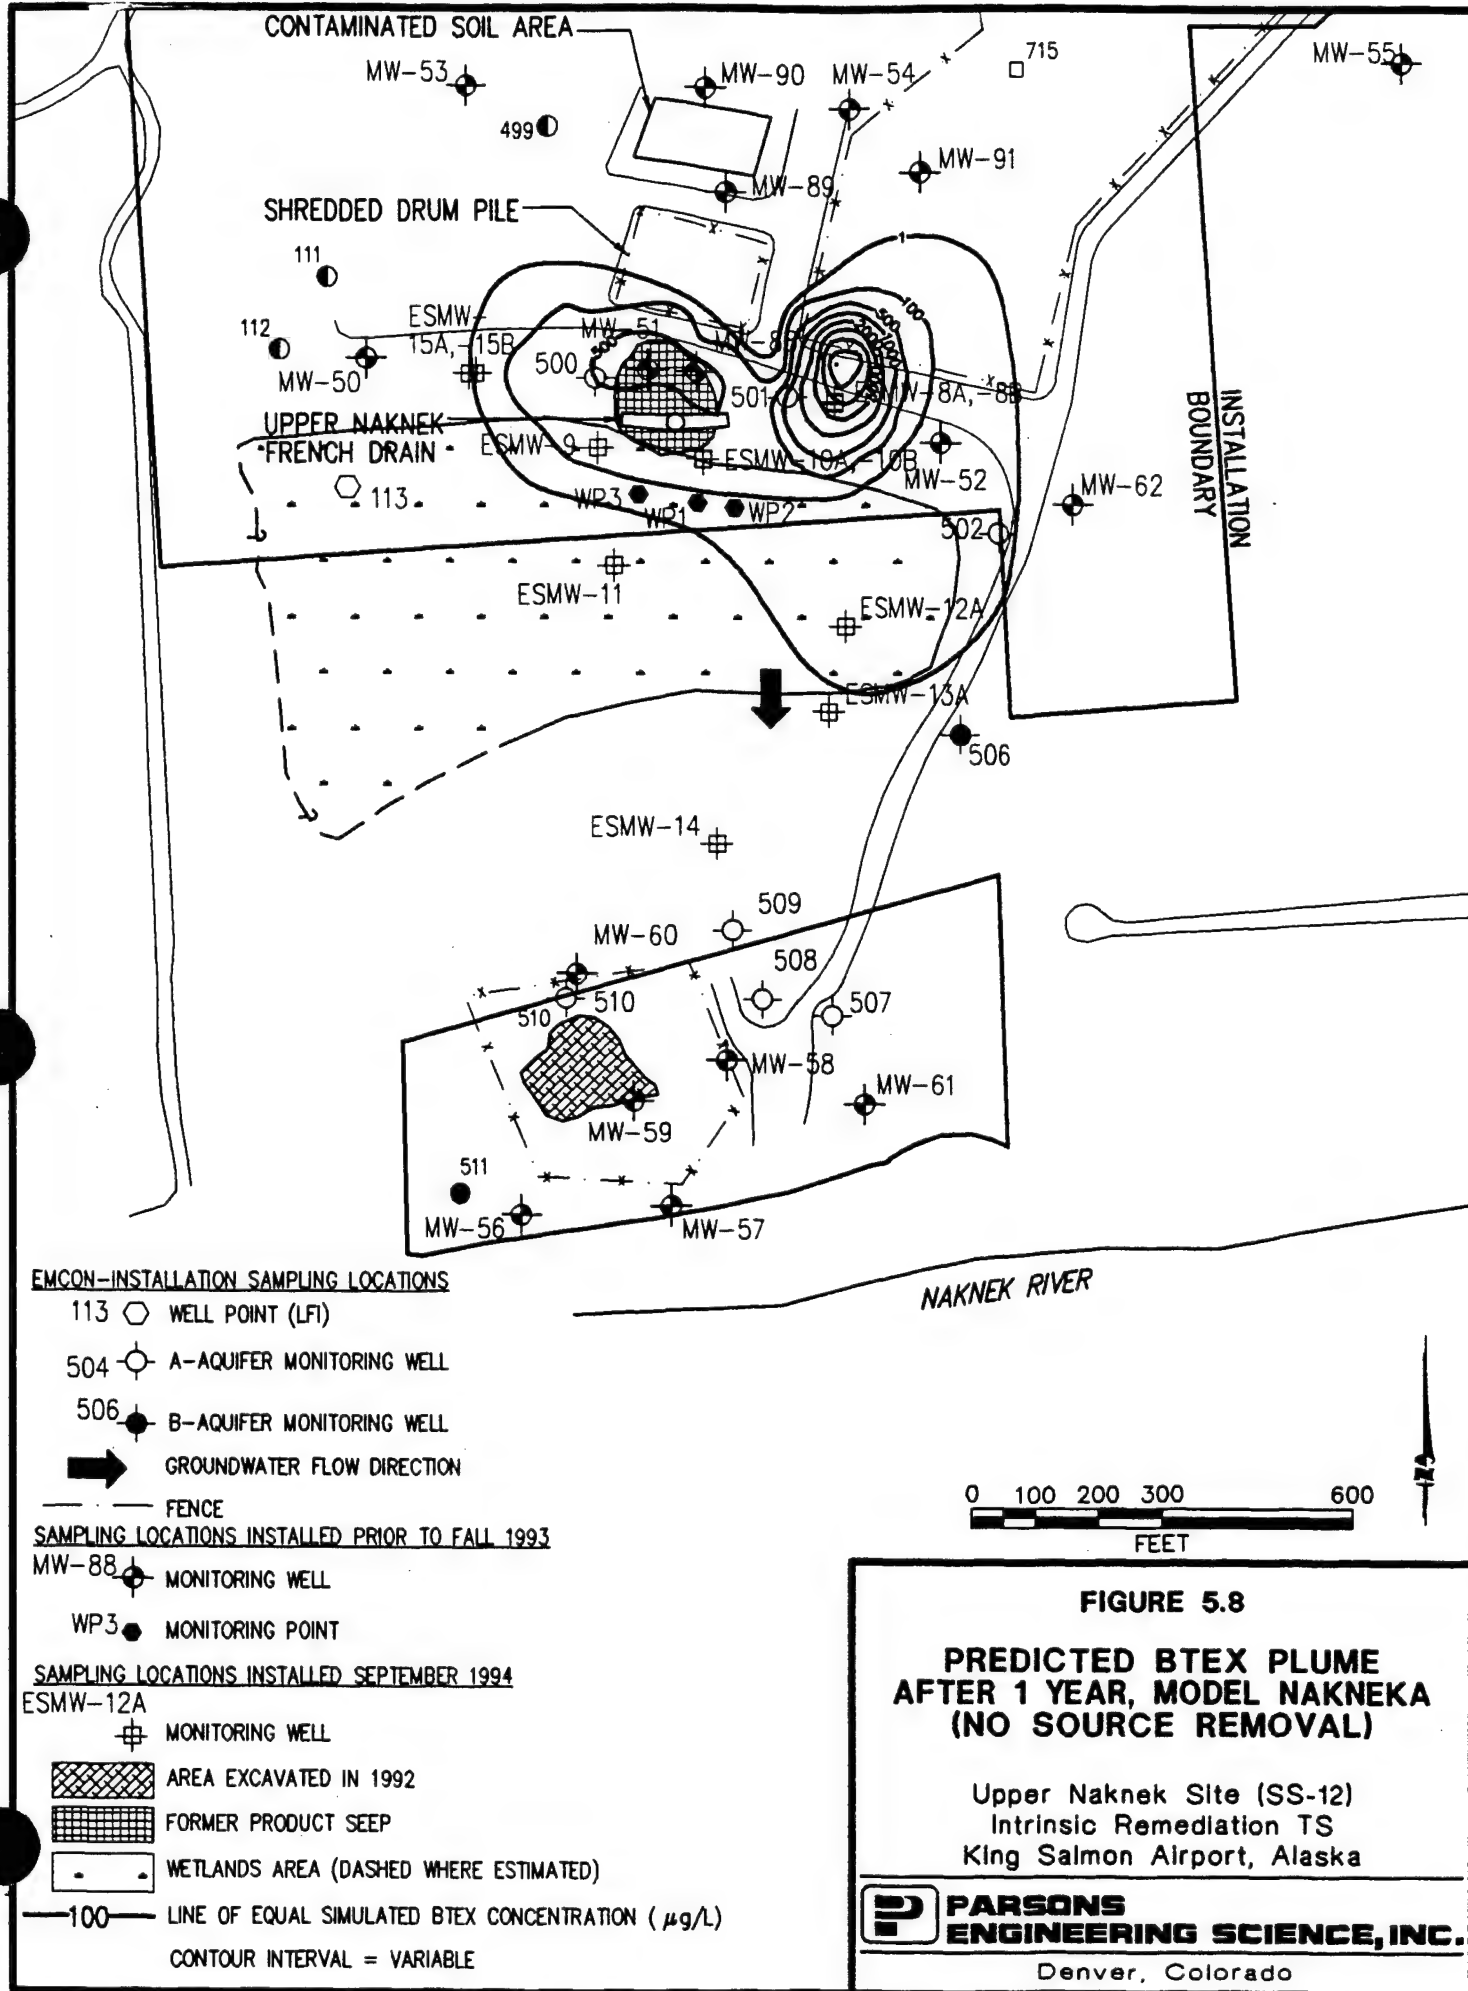 CONTAMINATED SOIL AREA
MW-53
MW-90
MW-54
715
MW-55
499
MW-91
MW-89
SHREDDED DRUM PILE
111
1
100
500
1000
2000
112
ESMW-
15A,-15B
MW-51
500
500
MW-50
501
ESMW-8A,-8B
UPPER NAKNEK
FRENCH DRAIN
ESMW-9
ESMW-10A,-10B
MW-52
113
WP3
WP1
WP2
MW-62
502
INSTALLATION
BOUNDARY
ESMW-11
ESMW-12A
ESMW-13A
506
ESMW-14
509
MW-60
508
510
510
507
MW-58
MW-61
MW-59
511
MW-56
MW-57
NAKNEK RIVER
EMCON-INSTALLATION SAMPLING LOCATIONS
113 WELL POINT (LFI)
504 A-AQUIFER MONITORING WELL
506 B-AQUIFER MONITORING WELL
GROUNDWATER FLOW DIRECTION
FENCE
SAMPLING LOCATIONS INSTALLED PRIOR TO FALL 1993
MW-88 MONITORING WELL
WP3 MONITORING POINT
SAMPLING LOCATIONS INSTALLED SEPTEMBER 1994
ESMW-12A
MONITORING WELL
AREA EXCAVATED IN 1992
FORMER PRODUCT SEEP
WETLANDS AREA (DASHED WHERE ESTIMATED)
100 LINE OF EQUAL SIMULATED BTEX CONCENTRATION (µg/L)
CONTOUR INTERVAL = VARIABLE
0 100 200 300 600
FEET
FIGURE 5.8
PREDICTED BTEX PLUME
AFTER 1 YEAR, MODEL NAKNEKA
(NO SOURCE REMOVAL)
Upper Naknek Site (SS-12)
Intrinsic Remediation TS
King Salmon Airport, Alaska
PARSONS
ENGINEERING SCIENCE, INC.
Denver, Colorado